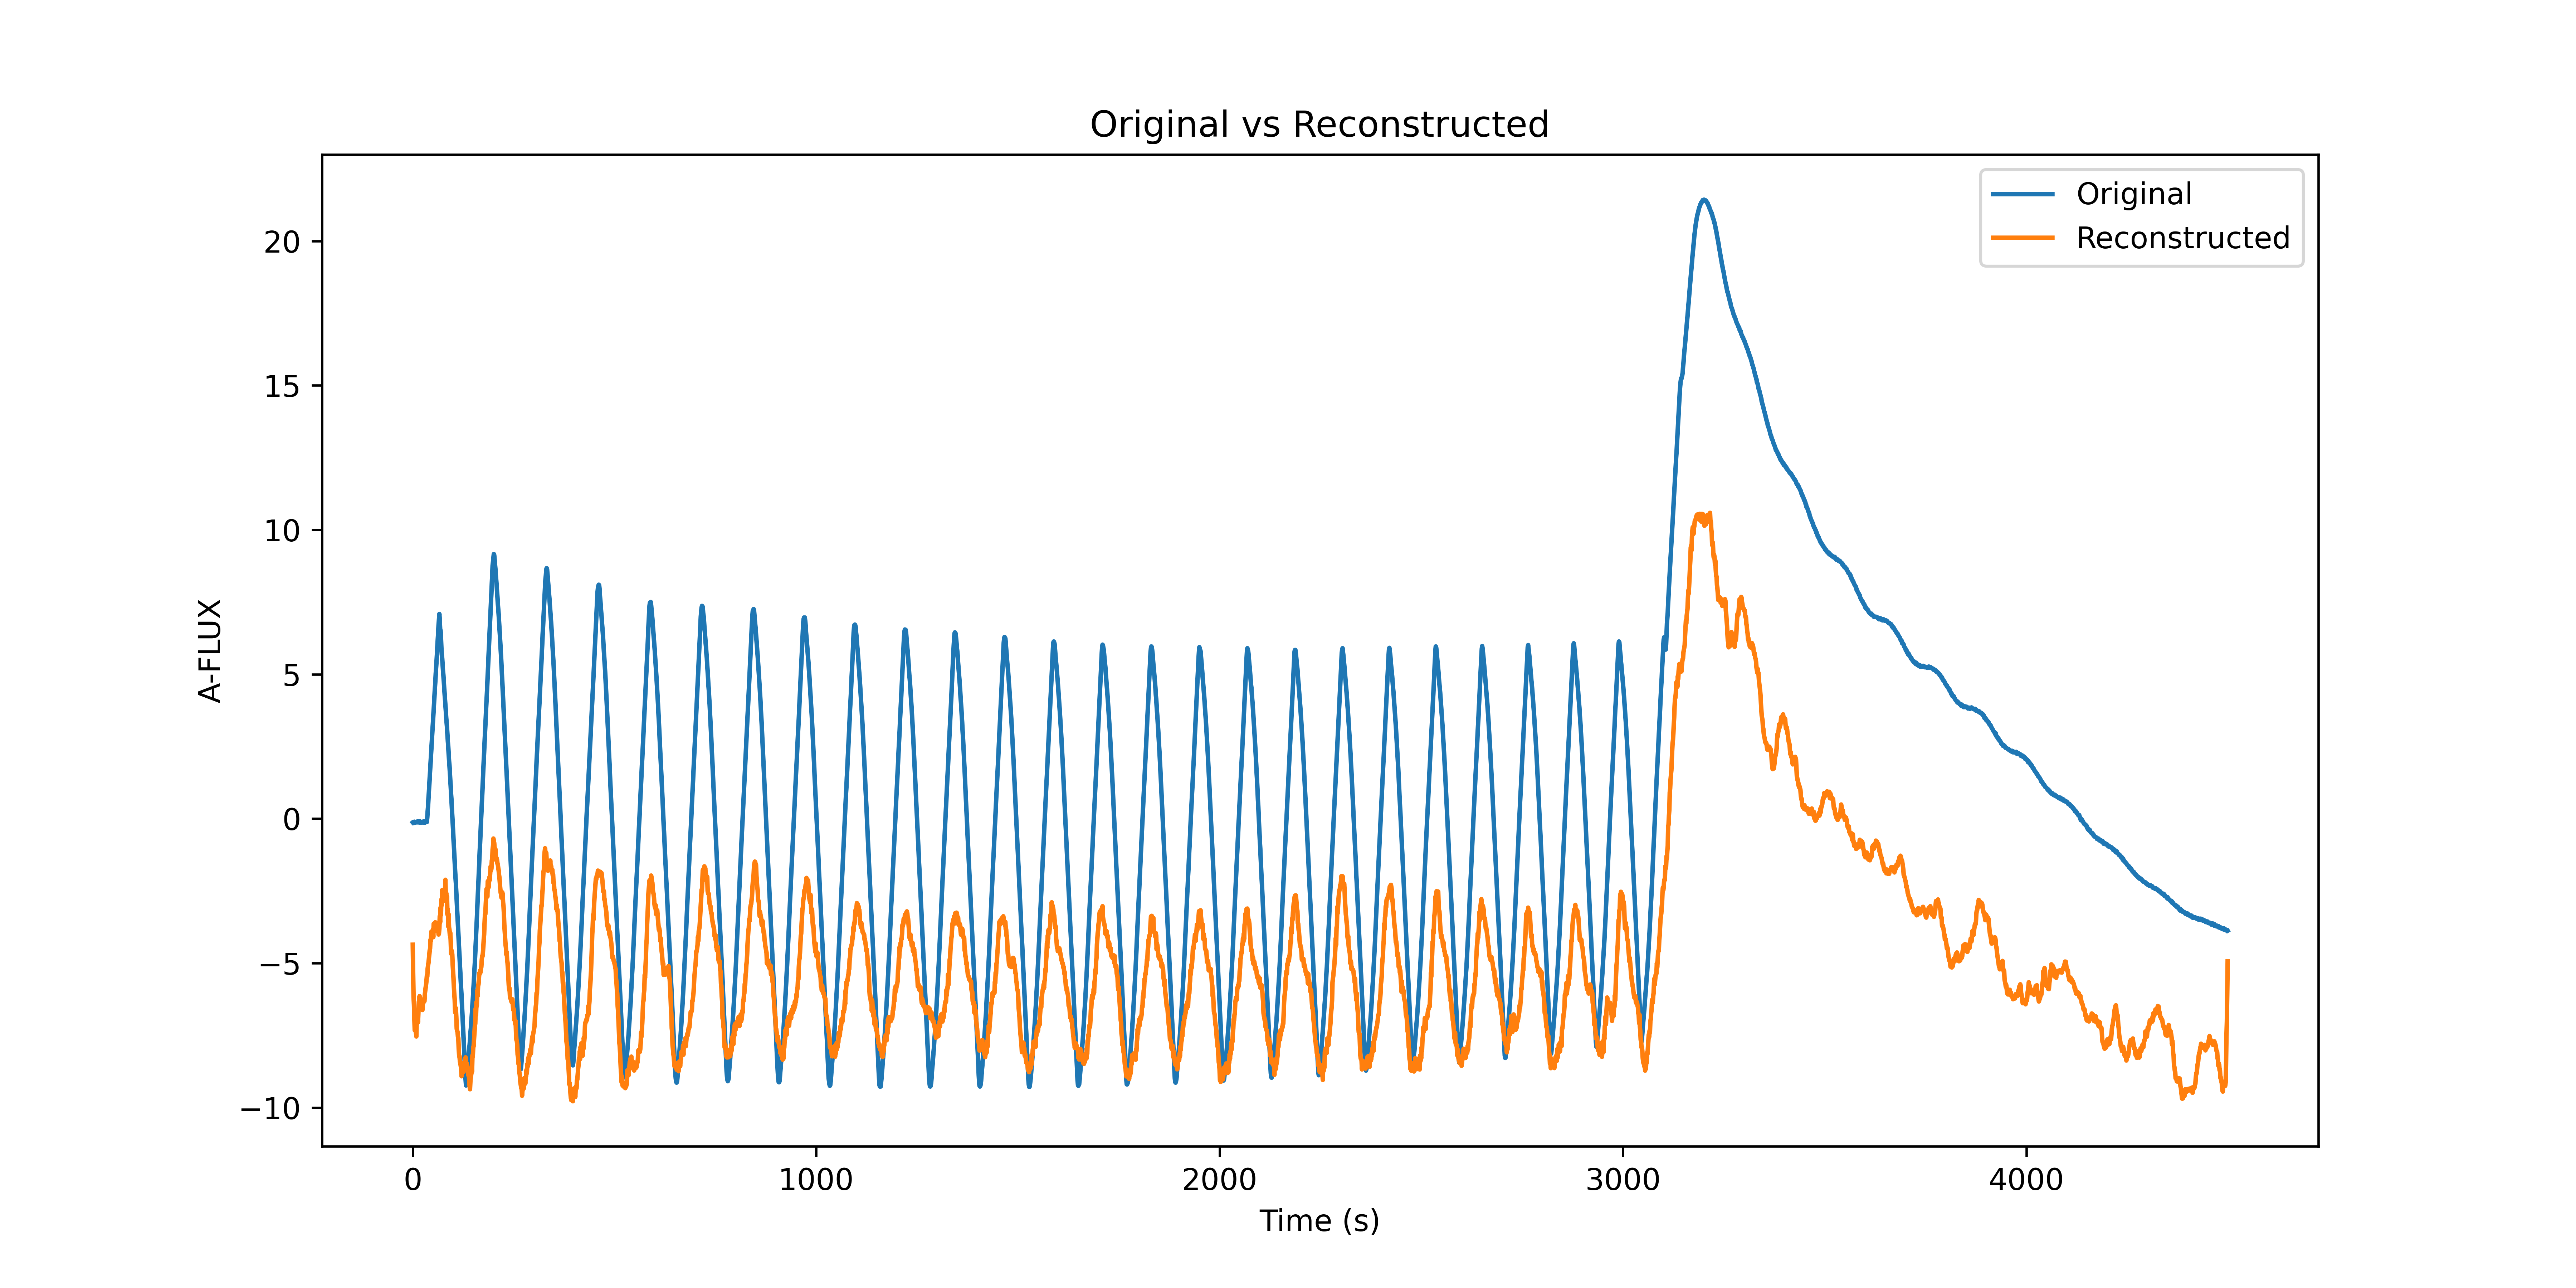 Original vs Reconstructed
Original
Reconstructed
A-FLUX
20
15
10
5
0
−5
−10
0 1000 2000 3000 4000
Time (s)